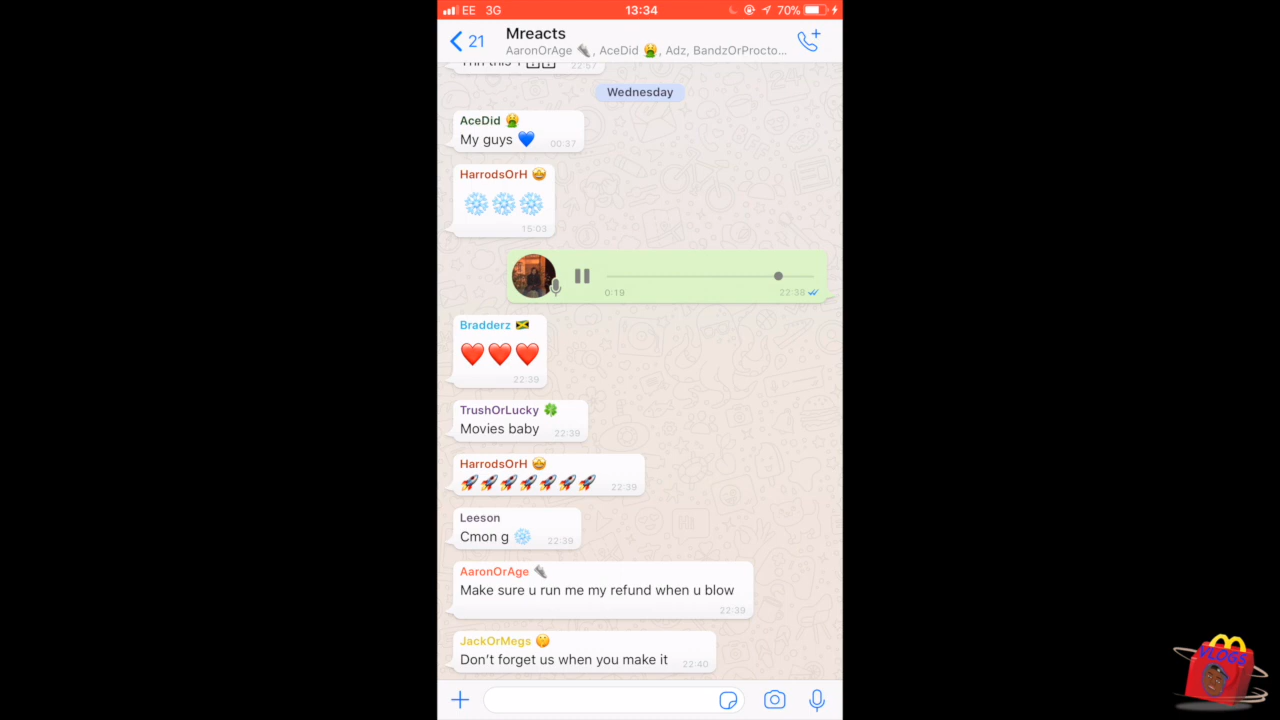 EE 3G 13:34 70%
21 Mreacts
AaronOrAge 🔌, AceDid 🤮, Adz, BandzOrProcto...
22:57
Wednesday
AceDid 🤮
My guys 💙 00:37
HarrodsOrH 🤩
❄️❄️❄️
15:03
0:19 22:38
Bradderz 🇯🇲
❤️❤️❤️
22:39
TrushOrLucky 🍀
Movies baby 22:39
HarrodsOrH 🤩
🚀🚀🚀🚀🚀🚀🚀 22:39
Leeson
Cmon g ❄️ 22:39
AaronOrAge 🔌
Make sure u run me my refund when u blow
22:39
JackOrMegs 🤫
Don't forget us when you make it 22:40
VLOGS